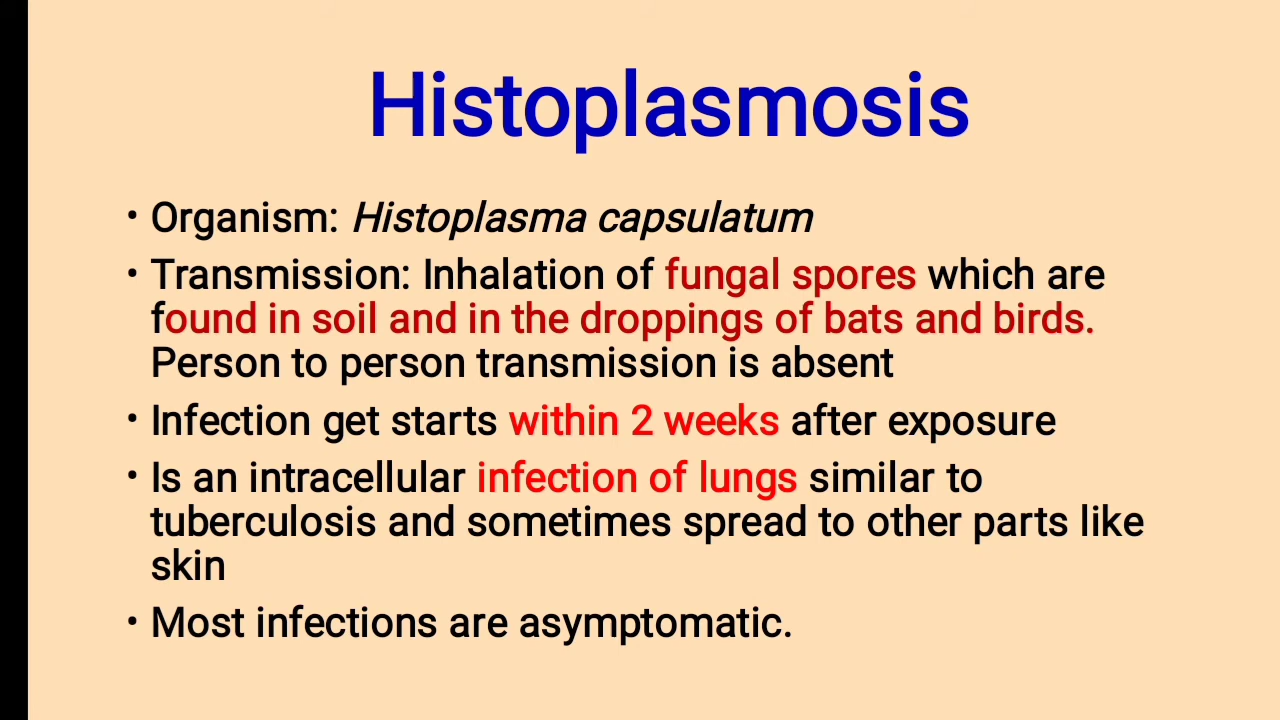 Histoplasmosis
• Organism: Histoplasma capsulatum
• Transmission: Inhalation of fungal spores which are
found in soil and in the droppings of bats and birds.
Person to person transmission is absent
• Infection get starts within 2 weeks after exposure
• Is an intracellular infection of lungs similar to
tuberculosis and sometimes spread to other parts like
skin
• Most infections are asymptomatic.